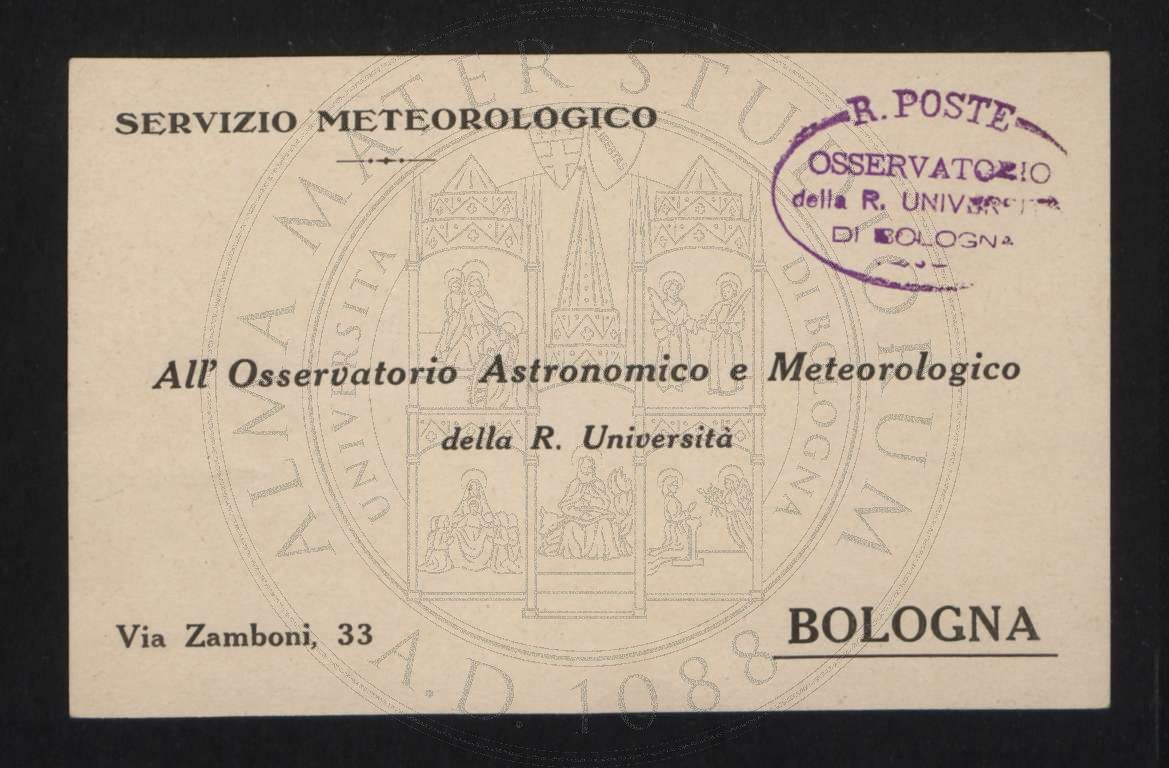 SERVIZIO METEOROLOGICO
R. POSTE
OSSERVATORIO
della R. UNIVERSITA
DI BOLOGNA
All' Osservatorio Astronomico e Meteorologico
della R. Università
Via Zamboni, 33
BOLOGNA
ALMA MATER STUDIORUM
A.D. 1088
UNIVERSITA DI BOLOGNA